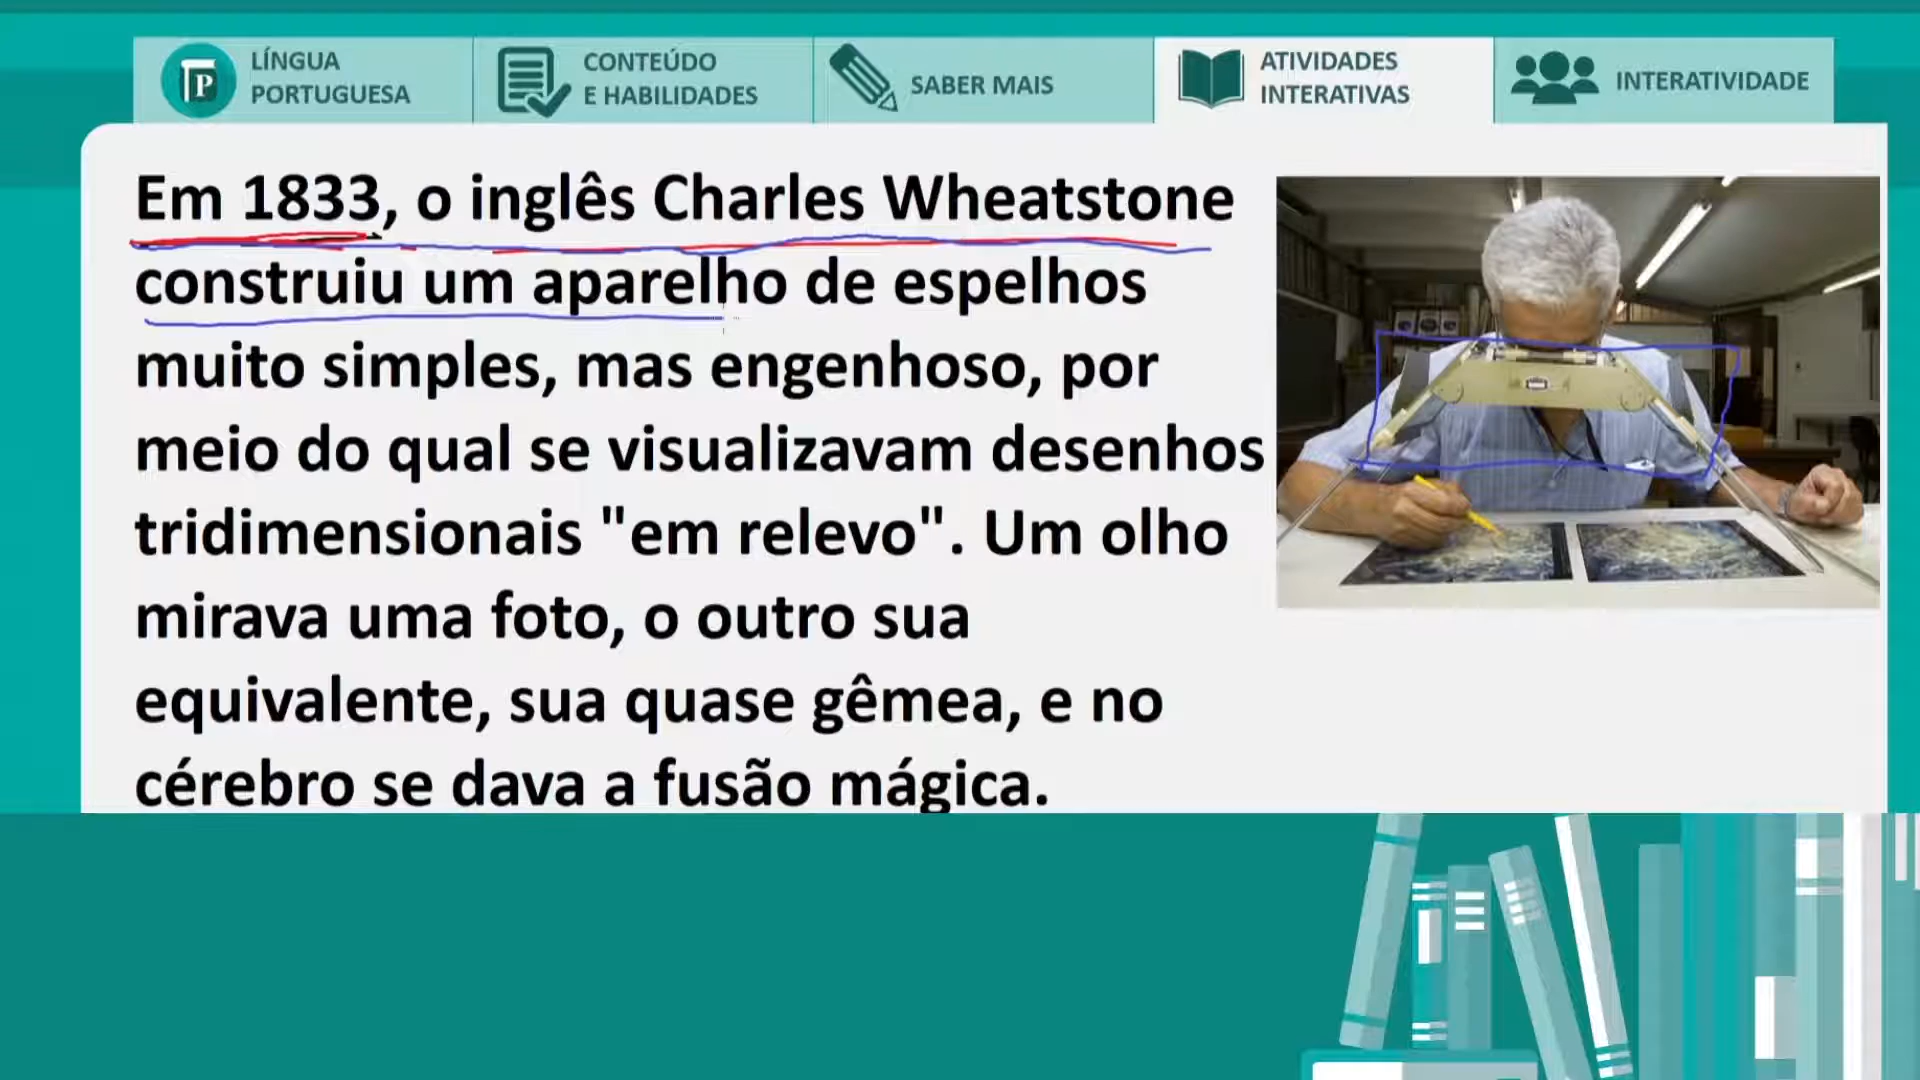 LÍNGUA
PORTUGUESA
CONTEÚDO
E HABILIDADES
SABER MAIS
ATIVIDADES
INTERATIVAS
INTERATIVIDADE
Em 1833, o inglês Charles Wheatstone
construiu um aparelho de espelhos
muito simples, mas engenhoso, por
meio do qual se visualizavam desenhos
tridimensionais "em relevo". Um olho
mirava uma foto, o outro sua
equivalente, sua quase gêmea, e no
cérebro se dava a fusão mágica.